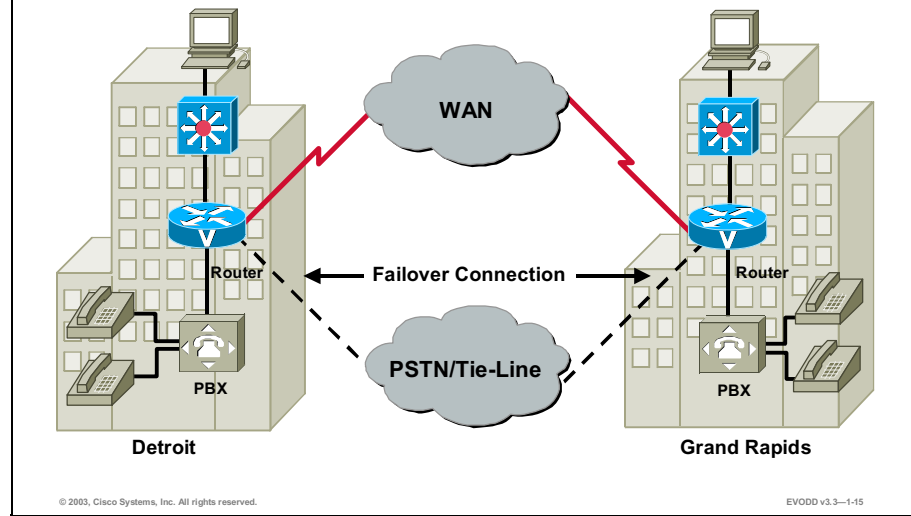 WAN
V
V
Router
Failover Connection
Router
PSTN/Tie-Line
PBX
PBX
Detroit
Grand Rapids
© 2003, Cisco Systems, Inc. All rights reserved.
EVODD v3.3—1-15